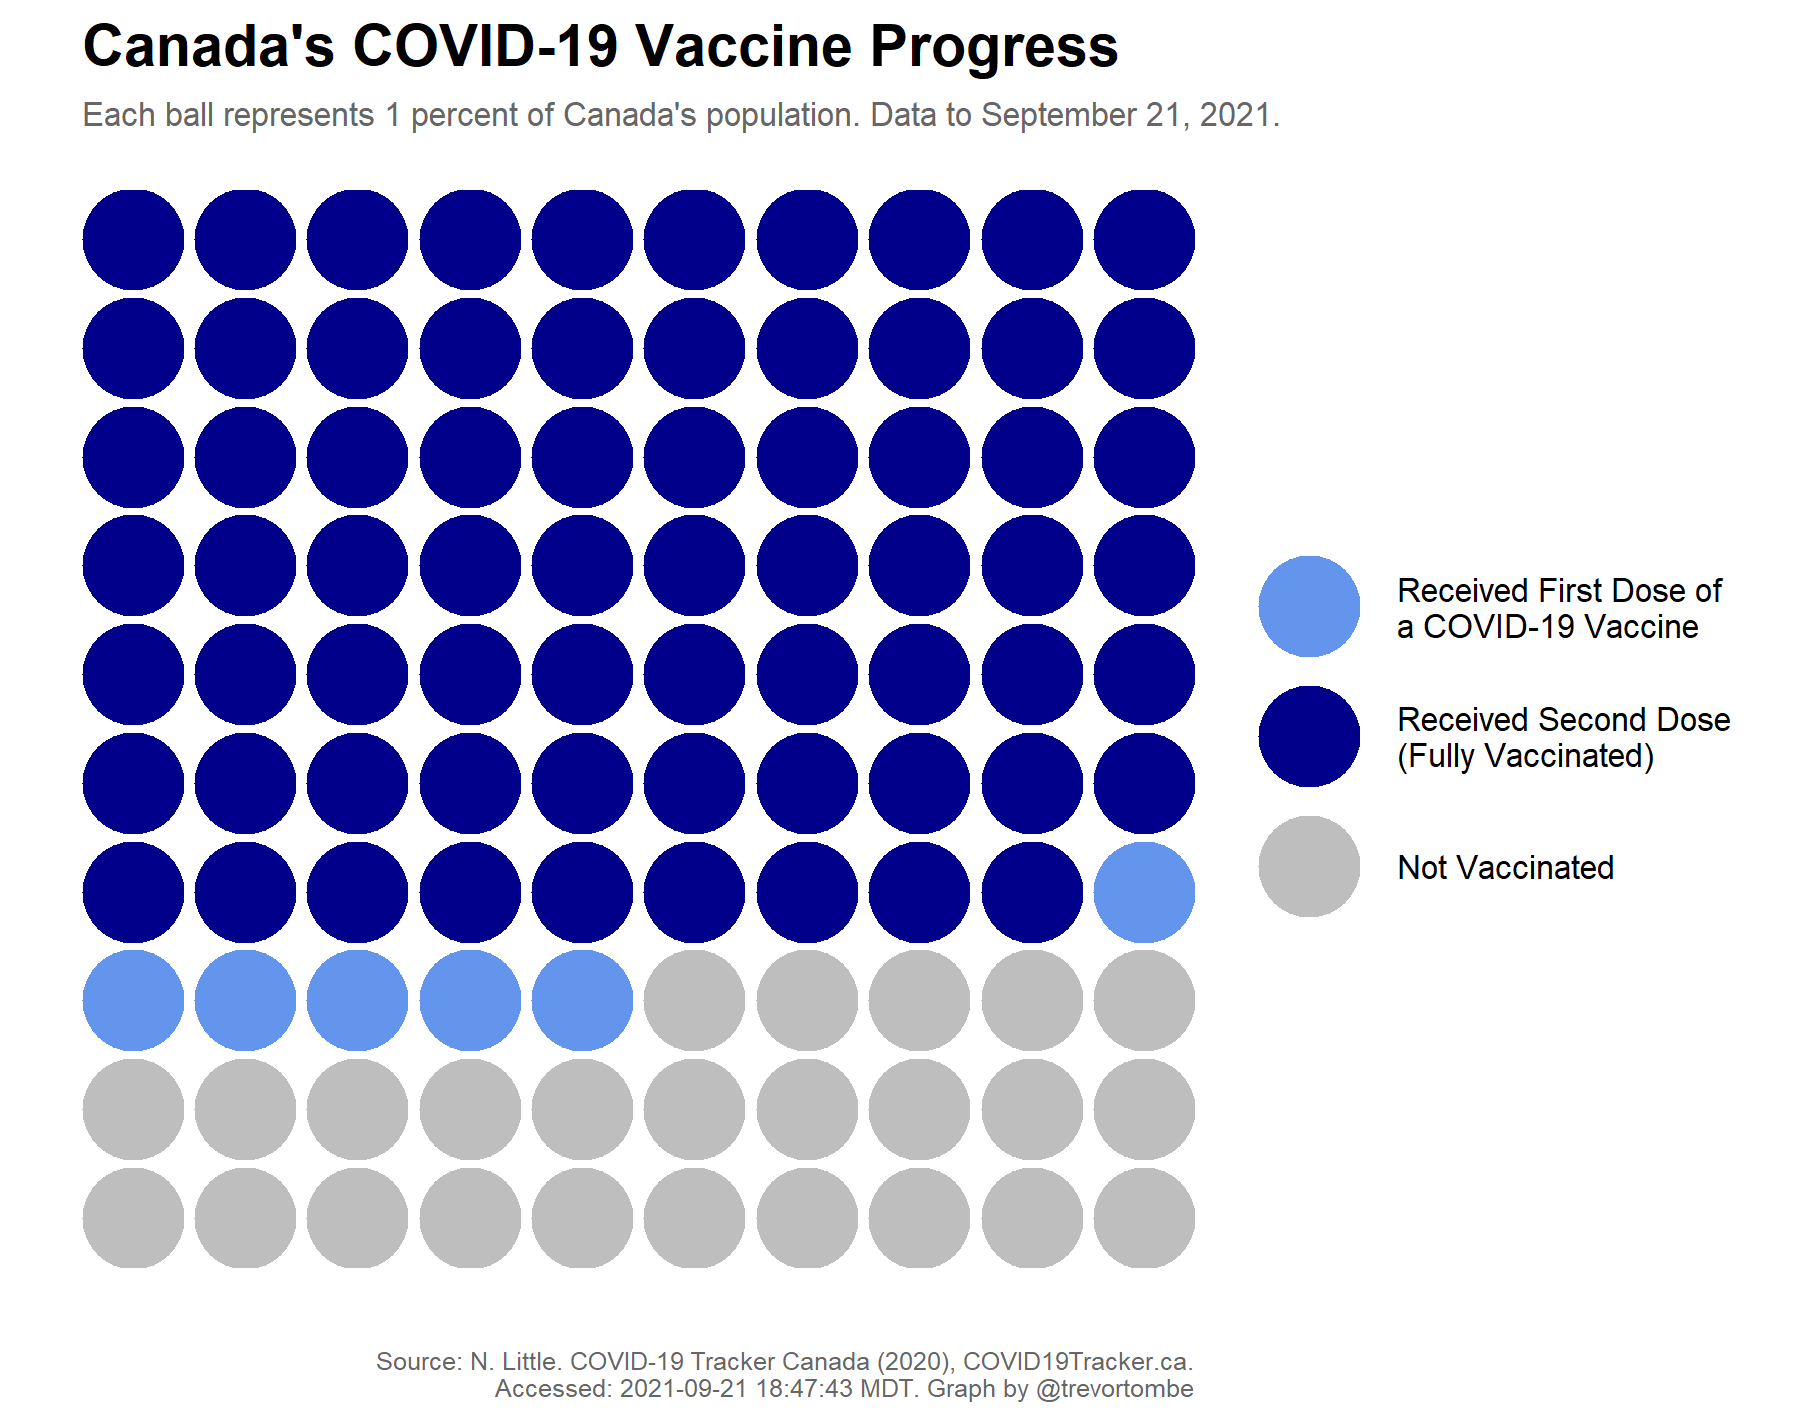 Canada's COVID-19 Vaccine Progress
Each ball represents 1 percent of Canada's population. Data to September 21, 2021.
Received First Dose of
a COVID-19 Vaccine
Received Second Dose
(Fully Vaccinated)
Not Vaccinated
Source: N. Little. COVID-19 Tracker Canada (2020), COVID19Tracker.ca.
Accessed: 2021-09-21 18:47:43 MDT. Graph by @trevortombe